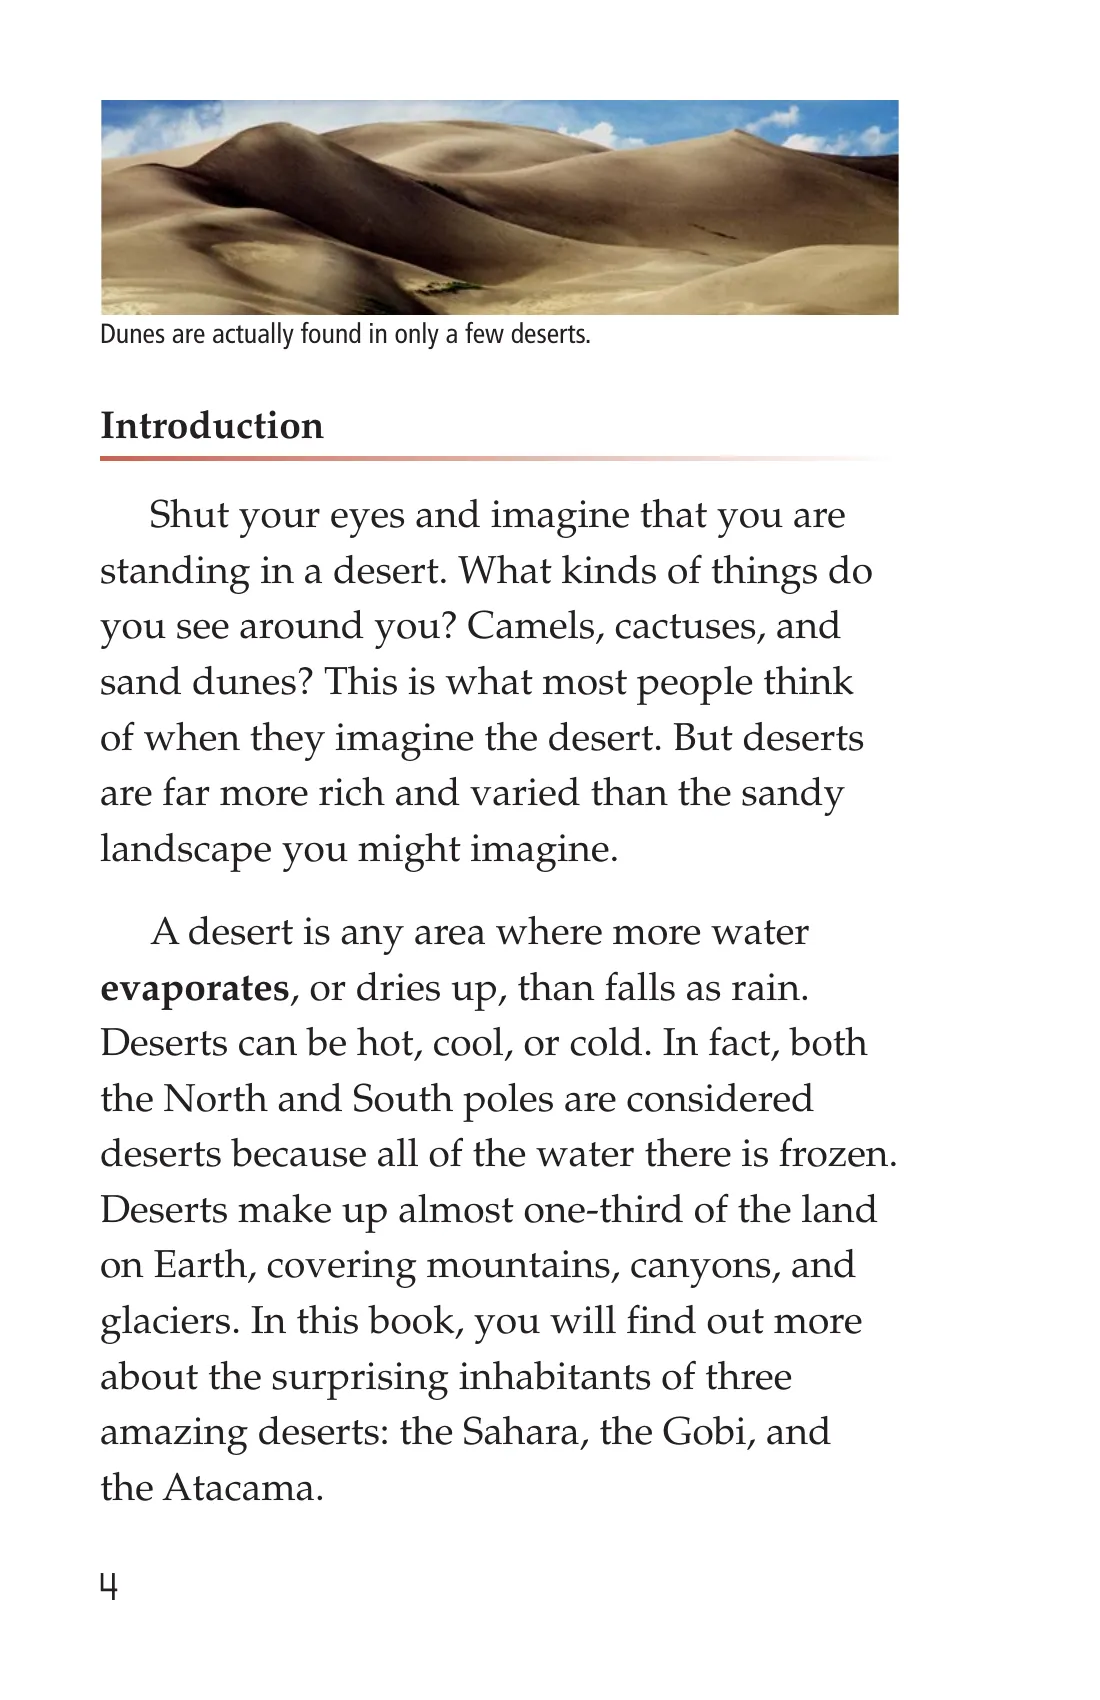 Dunes are actually found in only a few deserts.
Introduction
Shut your eyes and imagine that you are
standing in a desert. What kinds of things do
you see around you? Camels, cactuses, and
sand dunes? This is what most people think
of when they imagine the desert. But deserts
are far more rich and varied than the sandy
landscape you might imagine.
A desert is any area where more water
evaporates, or dries up, than falls as rain.
Deserts can be hot, cool, or cold. In fact, both
the North and South poles are considered
deserts because all of the water there is frozen.
Deserts make up almost one-third of the land
on Earth, covering mountains, canyons, and
glaciers. In this book, you will find out more
about the surprising inhabitants of three
amazing deserts: the Sahara, the Gobi, and
the Atacama.
4